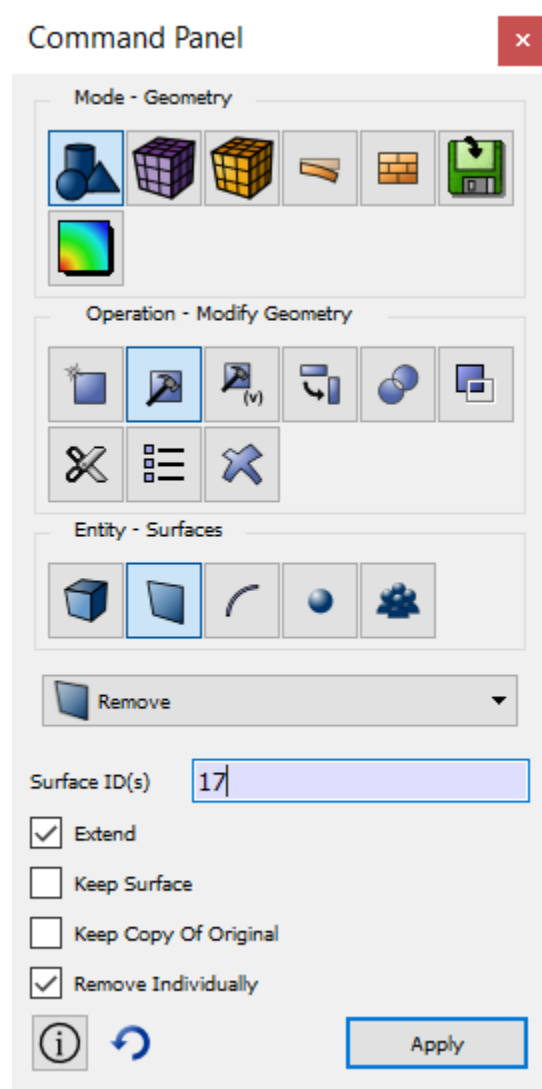 Command Panel
Mode - Geometry
Operation - Modify Geometry
(v)
Entity - Surfaces
Remove
Surface ID(s) 17
Extend
Keep Surface
Keep Copy Of Original
Remove Individually
Apply